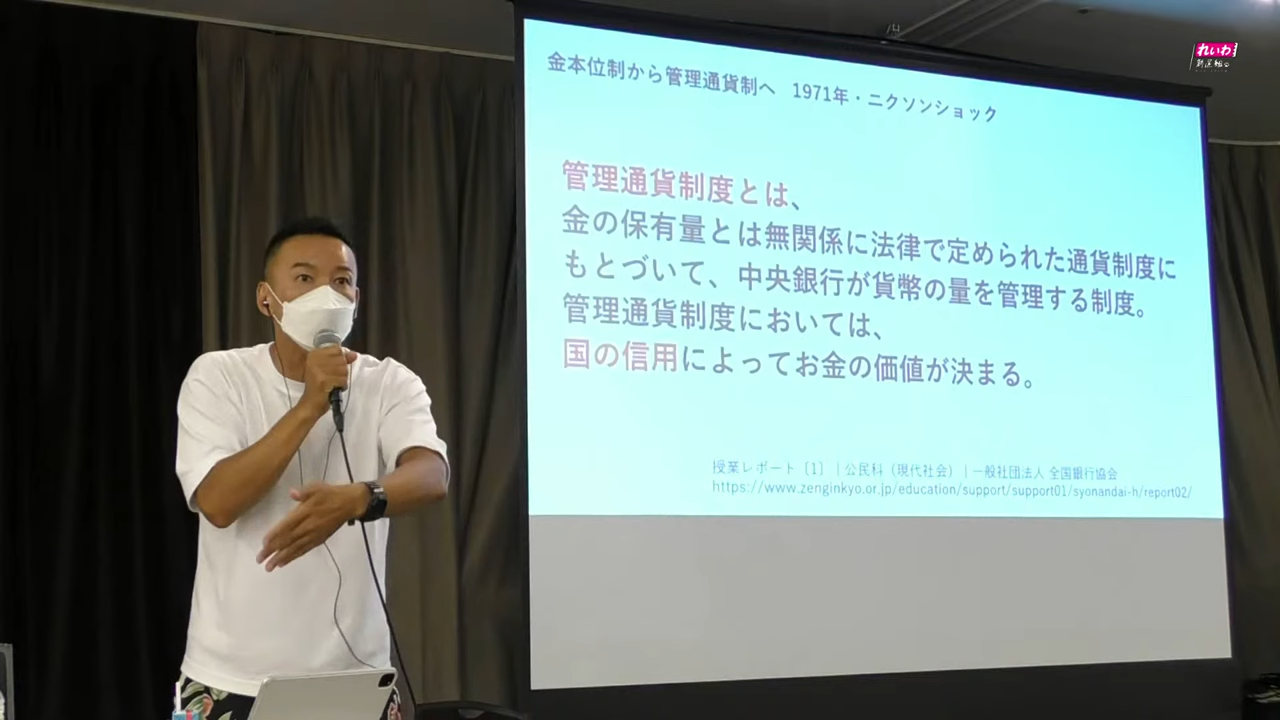 れいわ
新選組
金本位制から管理通貨制へ 1971年・ニクソンショック
管理通貨制度とは、
金の保有量とは無関係に法律で定められた通貨制度に
もとづいて、中央銀行が貨幣の量を管理する制度。
管理通貨制度においては、
国の信用によってお金の価値が決まる。
授業レポート〔1〕｜公民科（現代社会）｜一般社団法人 全国銀行協会
https://www.zenginkyo.or.jp/education/support/support01/syonandai-h/report02/